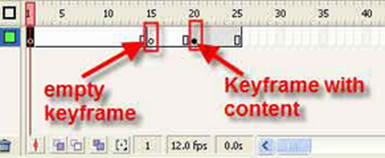 1 5 10 15 20 25 30 35 40
empty
keyframe
Keyframe with
content
1 12.0 fps 0.0s